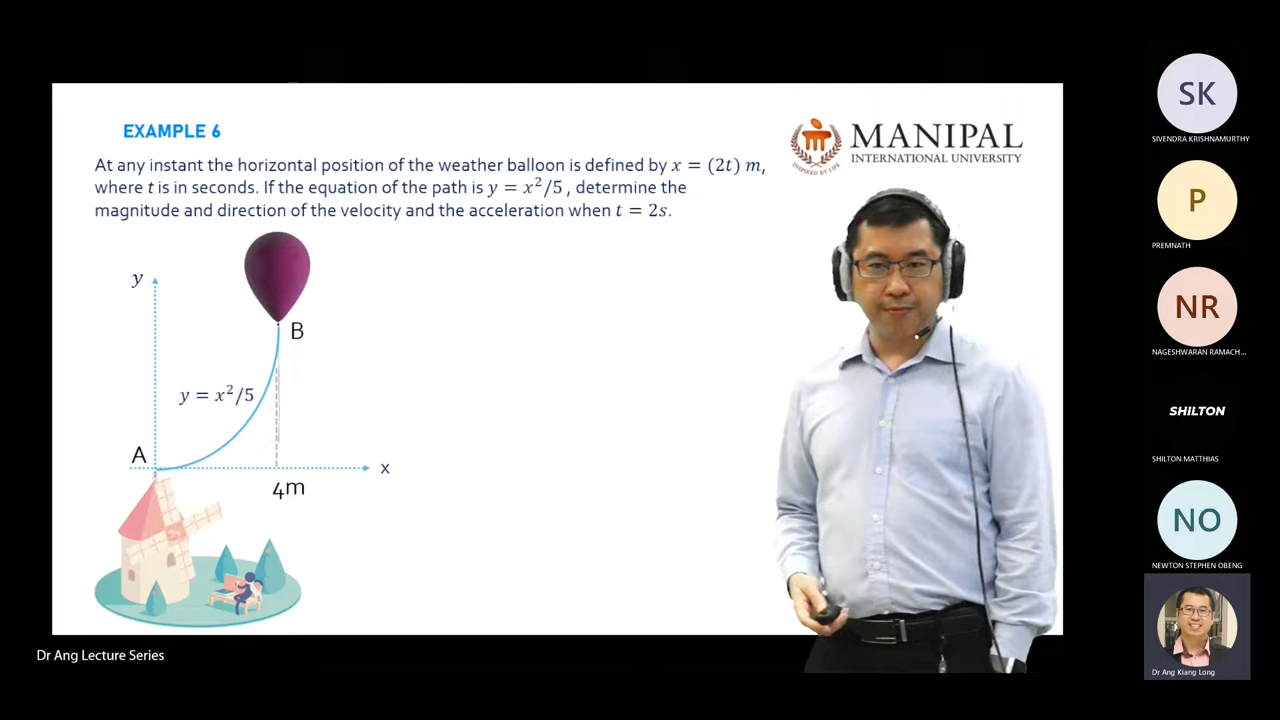 EXAMPLE 6
At any instant the horizontal position of the weather balloon is defined by x = (2t) m,
where t is in seconds. If the equation of the path is y = x²/5 , determine the
magnitude and direction of the velocity and the acceleration when t = 2s.
y
B
y = x²/5
A
x
4m
MANIPAL
INTERNATIONAL UNIVERSITY
INSPIRED BY LIFE
Dr Ang Lecture Series
SK
SIVENDRA KRISHNAMURTHY
P
PREMNATH
NR
NAGESHWARAN RAMACH...
SHILTON
SHILTON MATTHIAS
NO
NEWTON STEPHEN OBENG
Dr Ang Kiang Long